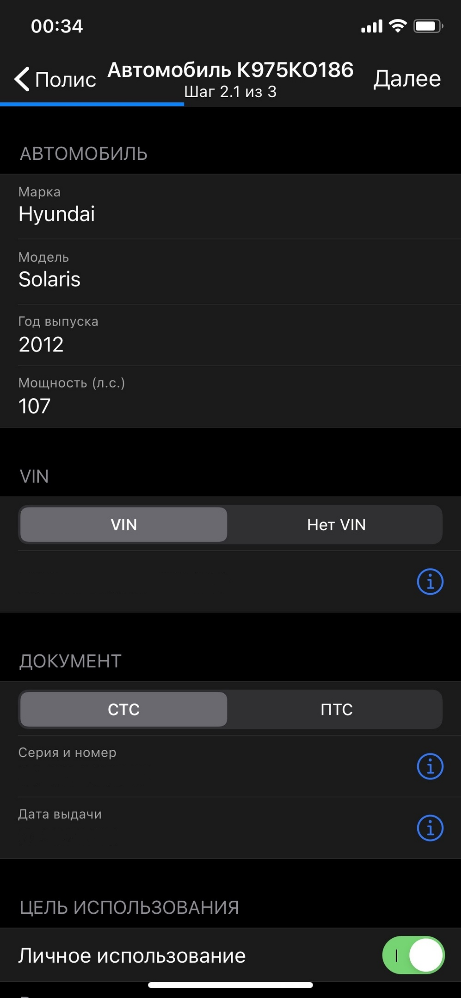 00:34
Полис
Автомобиль К975КО186
Далее
Шаг 2.1 из 3
АВТОМОБИЛЬ
Марка
Hyundai
Модель
Solaris
Год выпуска
2012
Мощность (л.с.)
107
VIN
VIN
Нет VIN
ДОКУМЕНТ
СТС
ПТС
Серия и номер
Дата выдачи
ЦЕЛЬ ИСПОЛЬЗОВАНИЯ
Личное использование